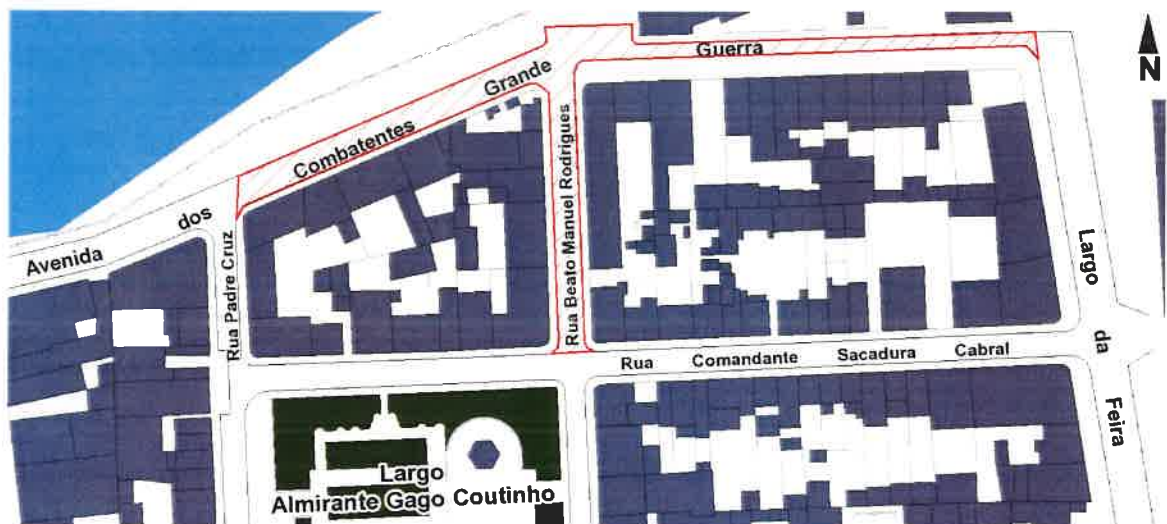 N
Avenida dos Combatentes Grande Guerra
Rua Padre Cruz
Rua Beato Manuel Rodrigues
Rua Comandante Sacadura Cabral
Largo da Feira
Largo
Almirante Gago Coutinho